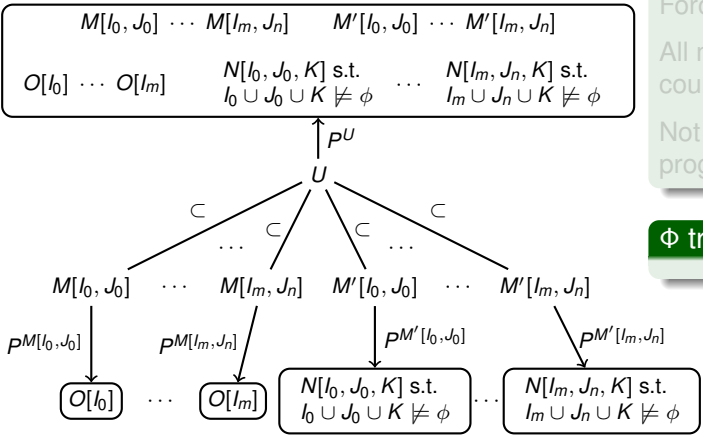 M[I₀, J₀] ⋯ M[Iₘ, Jₙ] M′[I₀, J₀] ⋯ M′[Iₘ, Jₙ]
O[I₀] ⋯ O[Iₘ] N[I₀, J₀, K] s.t. ⋯ N[Iₘ, Jₙ, K] s.t.
I₀ ∪ J₀ ∪ K ⊭ ϕ Iₘ ∪ Jₙ ∪ K ⊭ ϕ
P^U
U
⊂ ⊂ ⊂ ⊂
⋯ ⋯
M[I₀, J₀] ⋯ M[Iₘ, Jₙ] M′[I₀, J₀] ⋯ M′[Iₘ, Jₙ]
P^M[I₀,J₀] P^M[Iₘ,Jₙ] P^M′[I₀,J₀] P^M′[Iₘ,Jₙ]
O[I₀] ⋯ O[Iₘ] N[I₀, J₀, K] s.t. ⋯ N[Iₘ, Jₙ, K] s.t.
I₀ ∪ J₀ ∪ K ⊭ ϕ Iₘ ∪ Jₙ ∪ K ⊭ ϕ
All
Not
Φ